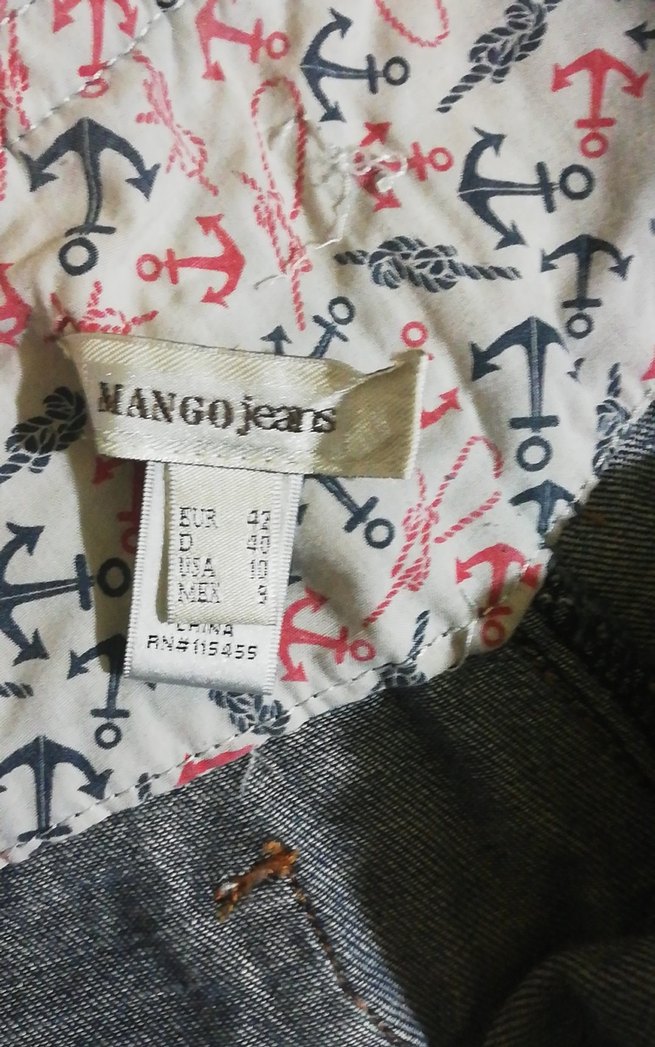 MANGO jeans
EUR 42
D 40
USA 10
MEX 9
CHINA
RN#115455